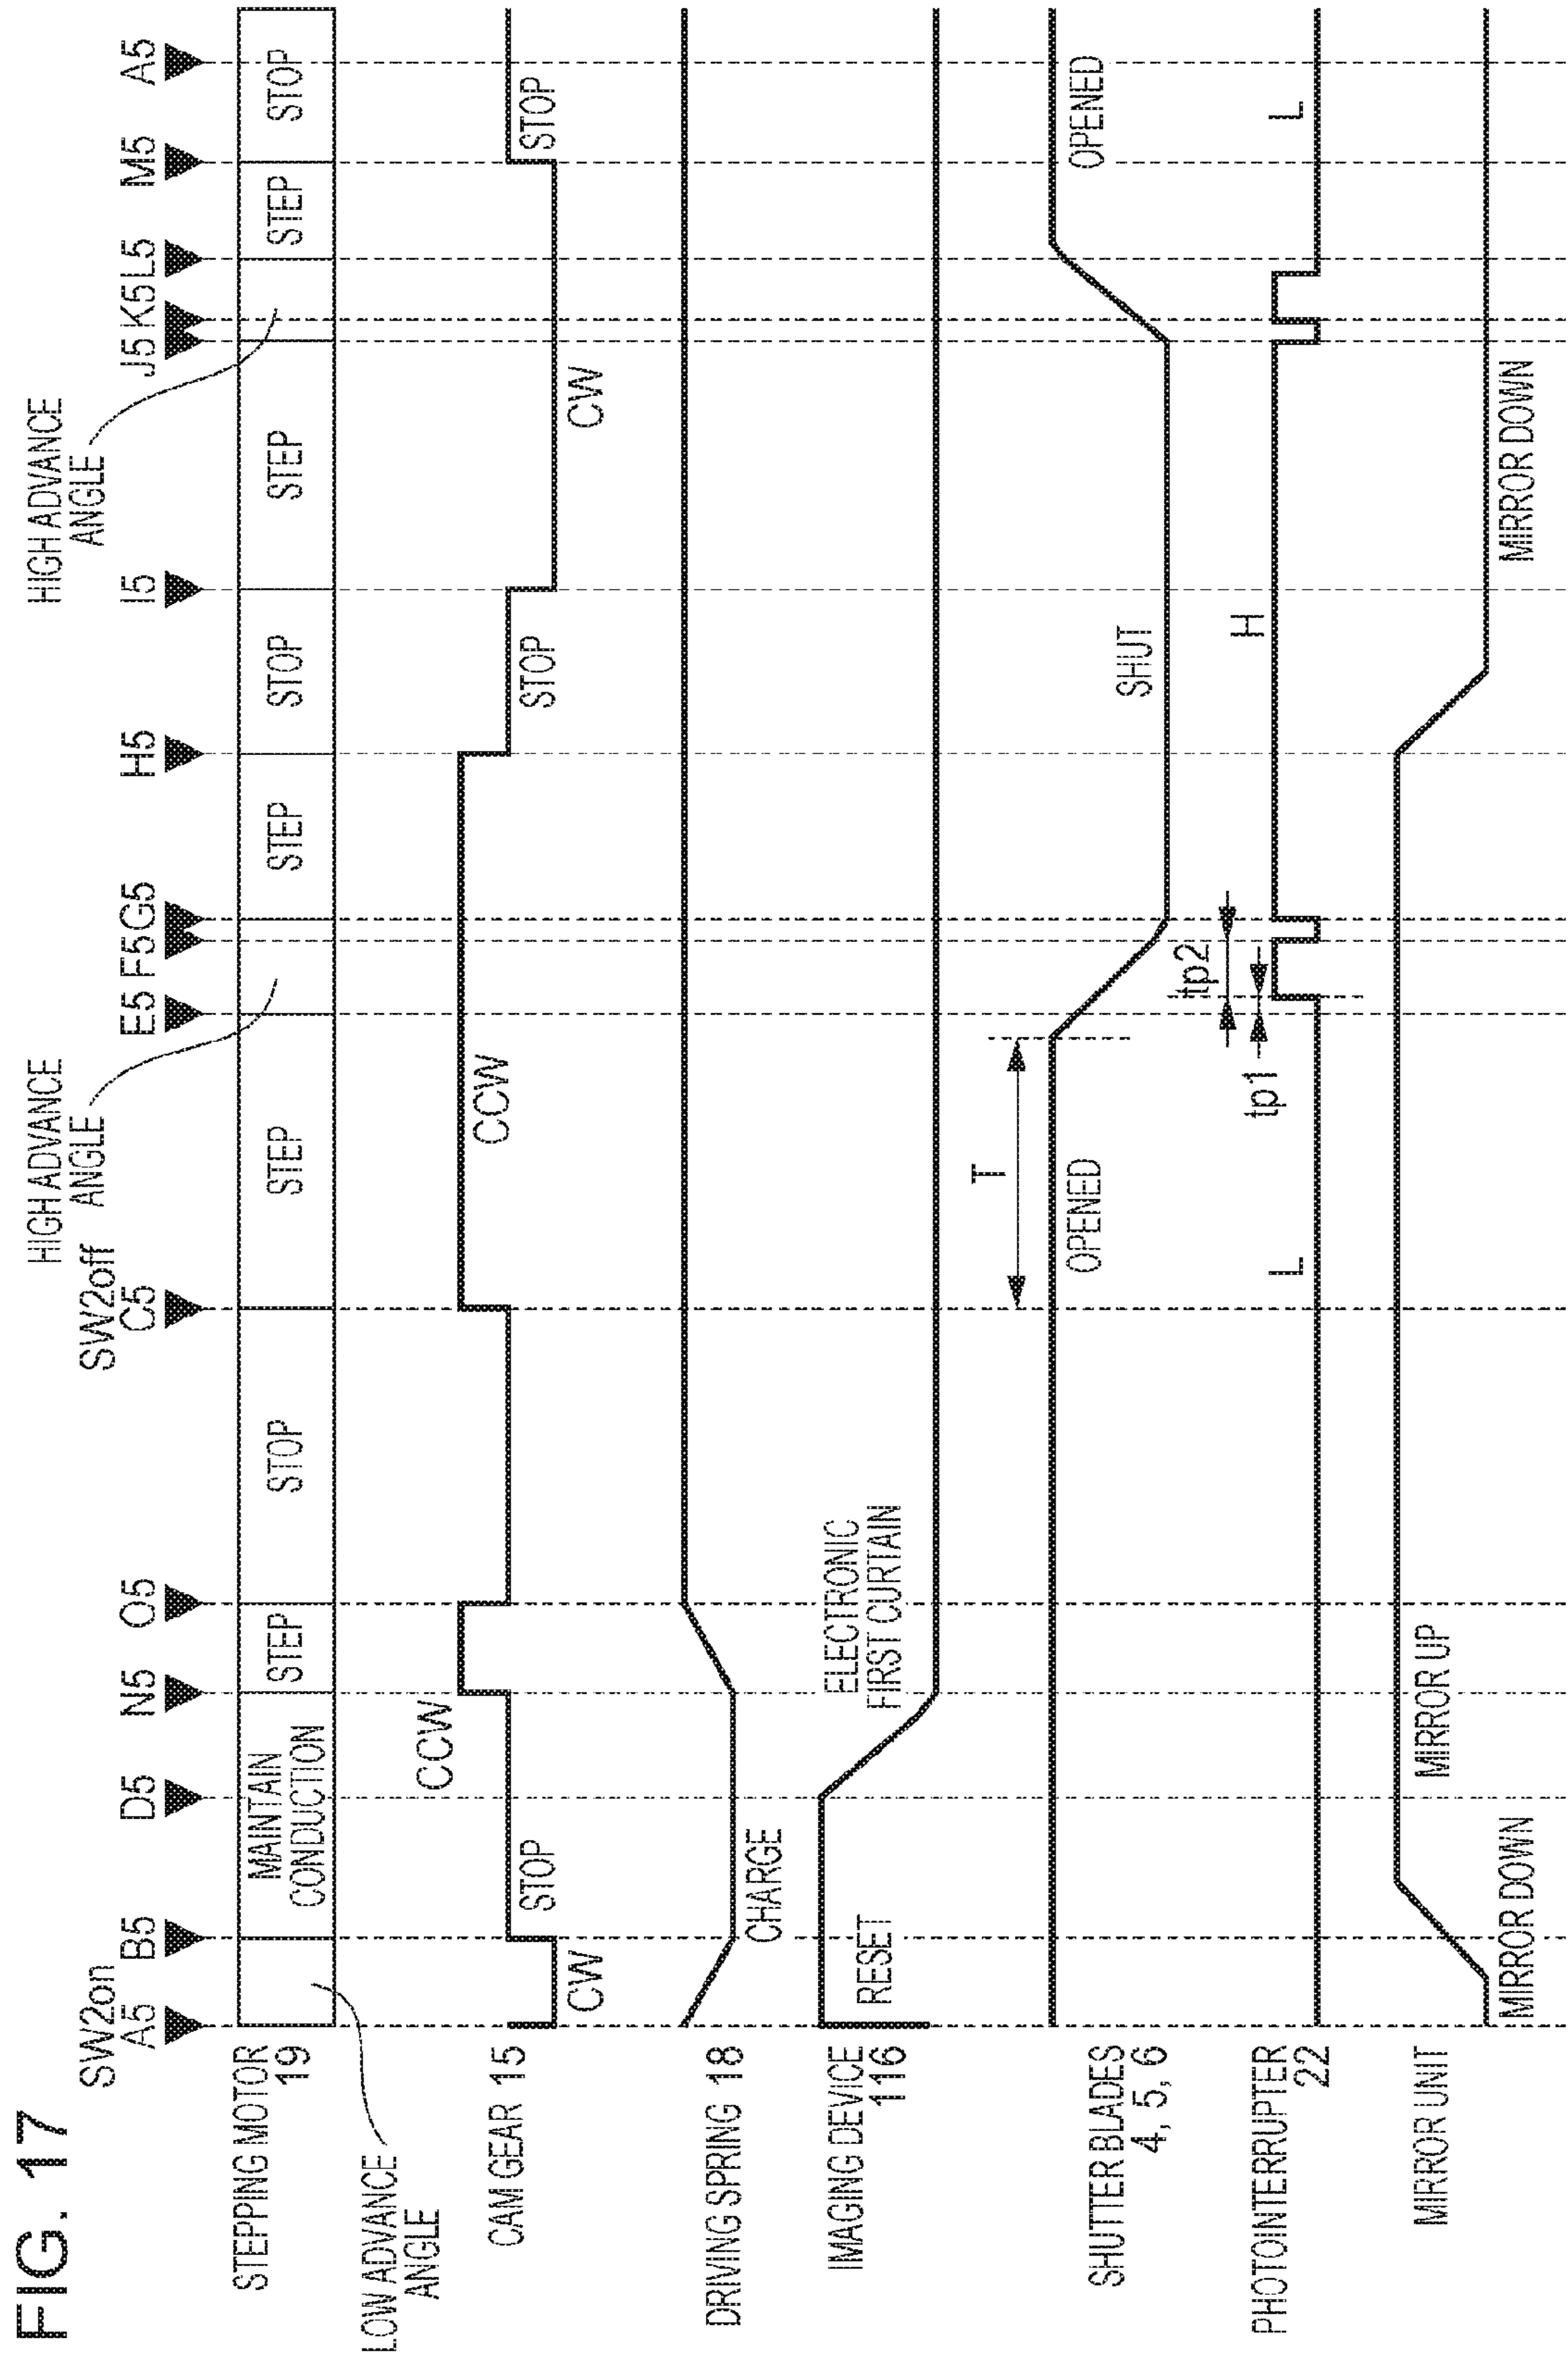 FIG. 17
SW2on
SW2off
HIGH ADVANCE
ANGLE
HIGH ADVANCE
ANGLE
A5
B5
D5
N5
O5
C5
E5
F5
G5
H5
I5
J5
K5
L5
M5
A5
STEPPING MOTOR
19
MAINTAIN
CONDUCTION
STEP
STOP
STEP
STEP
STOP
STEP
STEP
STOP
LOW ADVANCE
ANGLE
CAM GEAR 15
CW
STOP
CCW
CCW
STOP
CW
STOP
DRIVING SPRING 18
CHARGE
IMAGING DEVICE
116
RESET
ELECTRONIC
FIRST CURTAIN
T
SHUTTER BLADES
4, 5, 6
OPENED
SHUT
OPENED
PHOTOINTERRUPTER
22
L
tp1
tp2
H
L
MIRROR UNIT
MIRROR DOWN
MIRROR UP
MIRROR DOWN